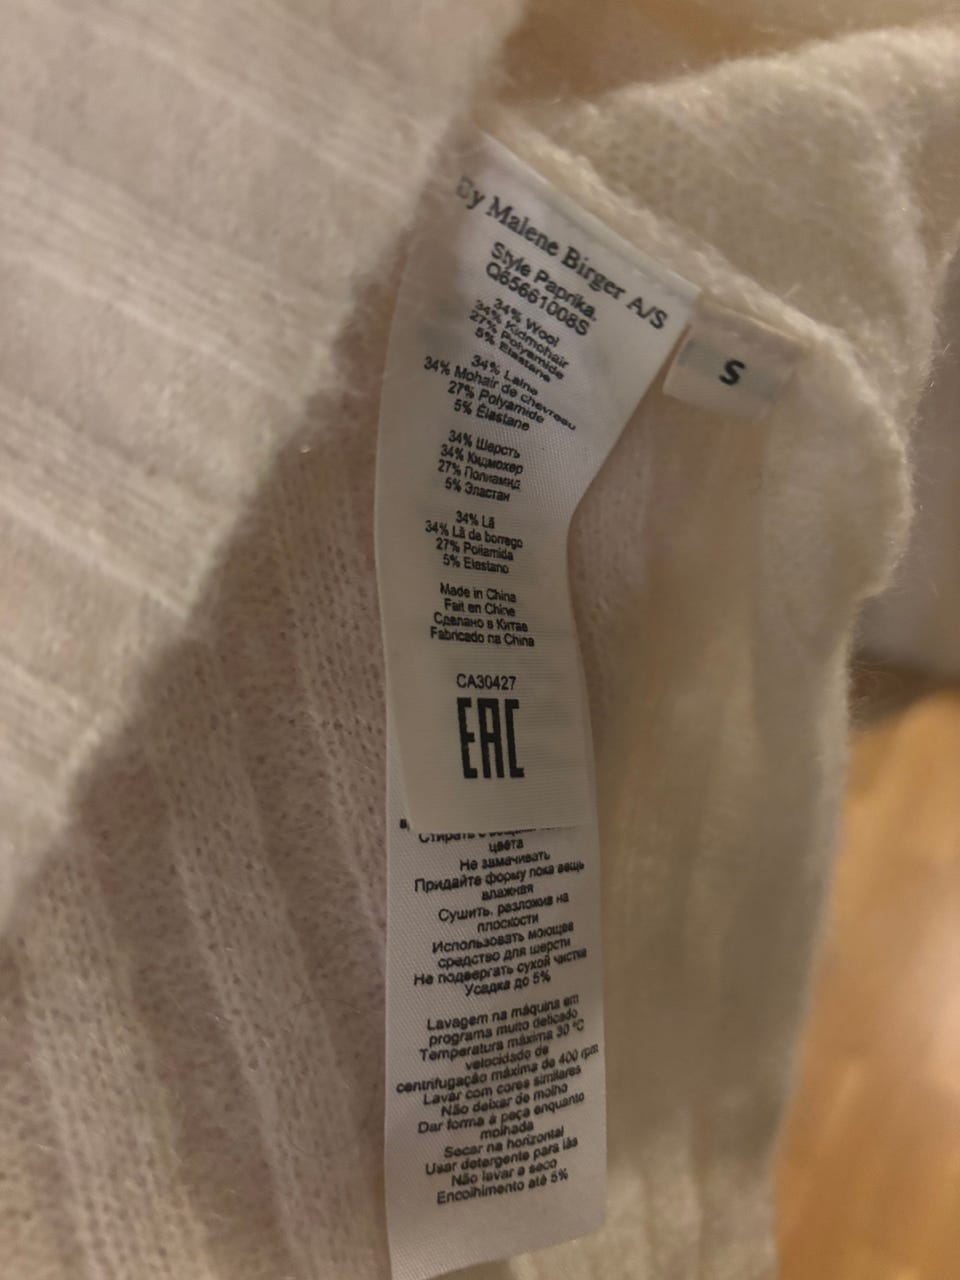 By Malene Birger A/S
Style Paprika.
Q65661008S
34% Wool
34% Kidmohair
27% Polyamide
5% Elastane
34% Laine
34% Mohair de chevreau
27% Polyamide
5% Élastane
34% Шерсть
34% Кидмохер
27% Полиамид
5% Эластан
34% Lã
34% Lã de borrego
27% Poliamida
5% Elastano
Made in China
Fait en Chine
Сделано в Китае
Fabricado na China
CA30427
EAC
S
Стирать с
цвета
Не замачивать
Придайте форму пока вещь
влажная
Сушить, разложив на
плоскости
Использовать моющее
средство для шерсти
Не подвергать сухой чистке
Усадка до 5%
Lavagem na máquina em
programa muito delicado
Temperatura máxima 30 °C
velocidade de
centrifugação máxima de 400 rpm
Lavar com cores similares
Não deixar de molho
Dar forma à peça enquanto
molhada
Secar na horizontal
Usar detergente para lãs
Não lavar a seco
Encolhimento até 5%